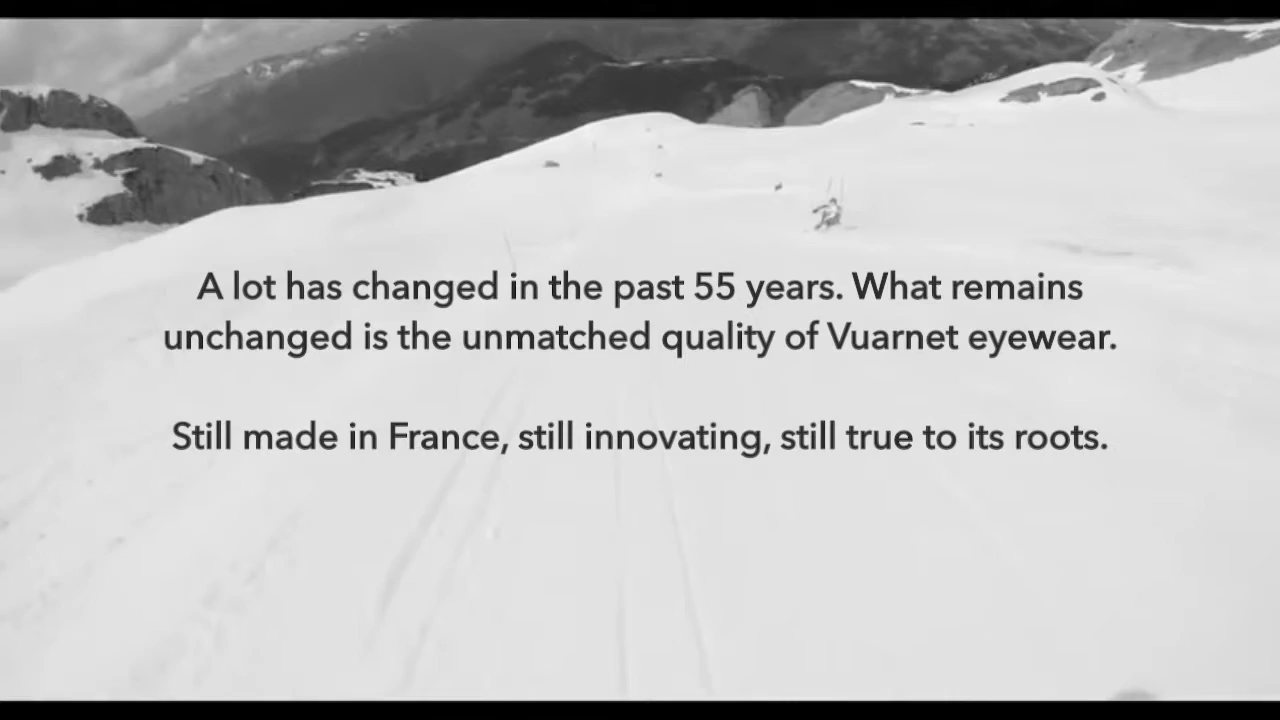 A lot has changed in the past 55 years. What remains
unchanged is the unmatched quality of Vuarnet eyewear.
Still made in France, still innovating, still true to its roots.